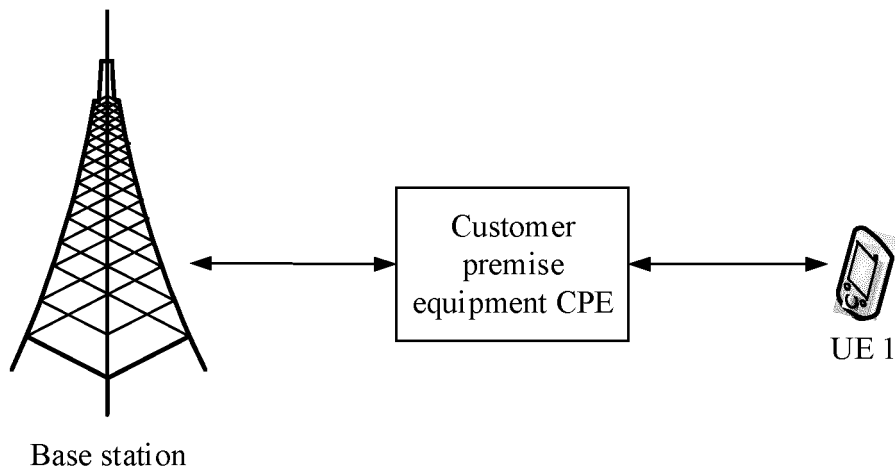 Customer
premise
equipment CPE
UE 1
Base station